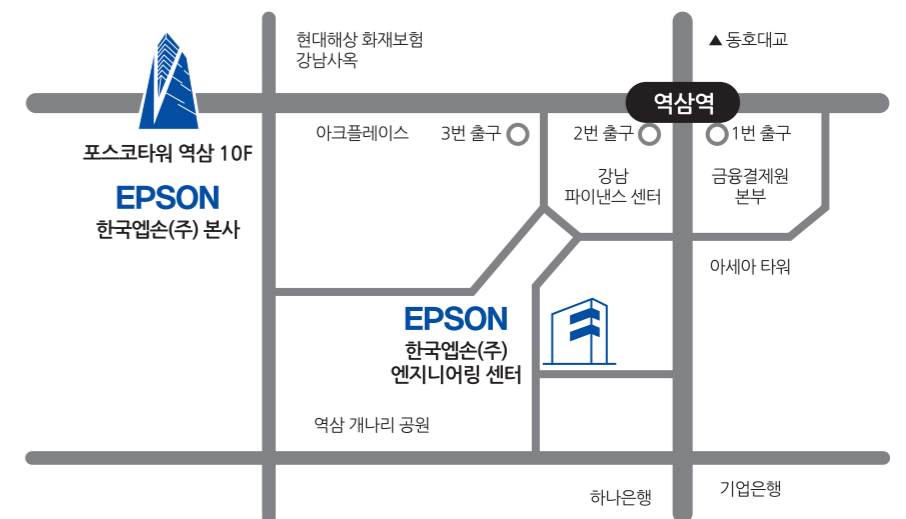 현대해상 화재보험
강남사옥
▲ 동호대교
역삼역
아크플레이스
3번 출구
2번 출구
1번 출구
포스코타워 역삼 10F
EPSON
한국엡손(주) 본사
강남
파이낸스 센터
금융결제원
본부
아세아 타워
EPSON
한국엡손(주)
엔지니어링 센터
역삼 개나리 공원
하나은행
기업은행